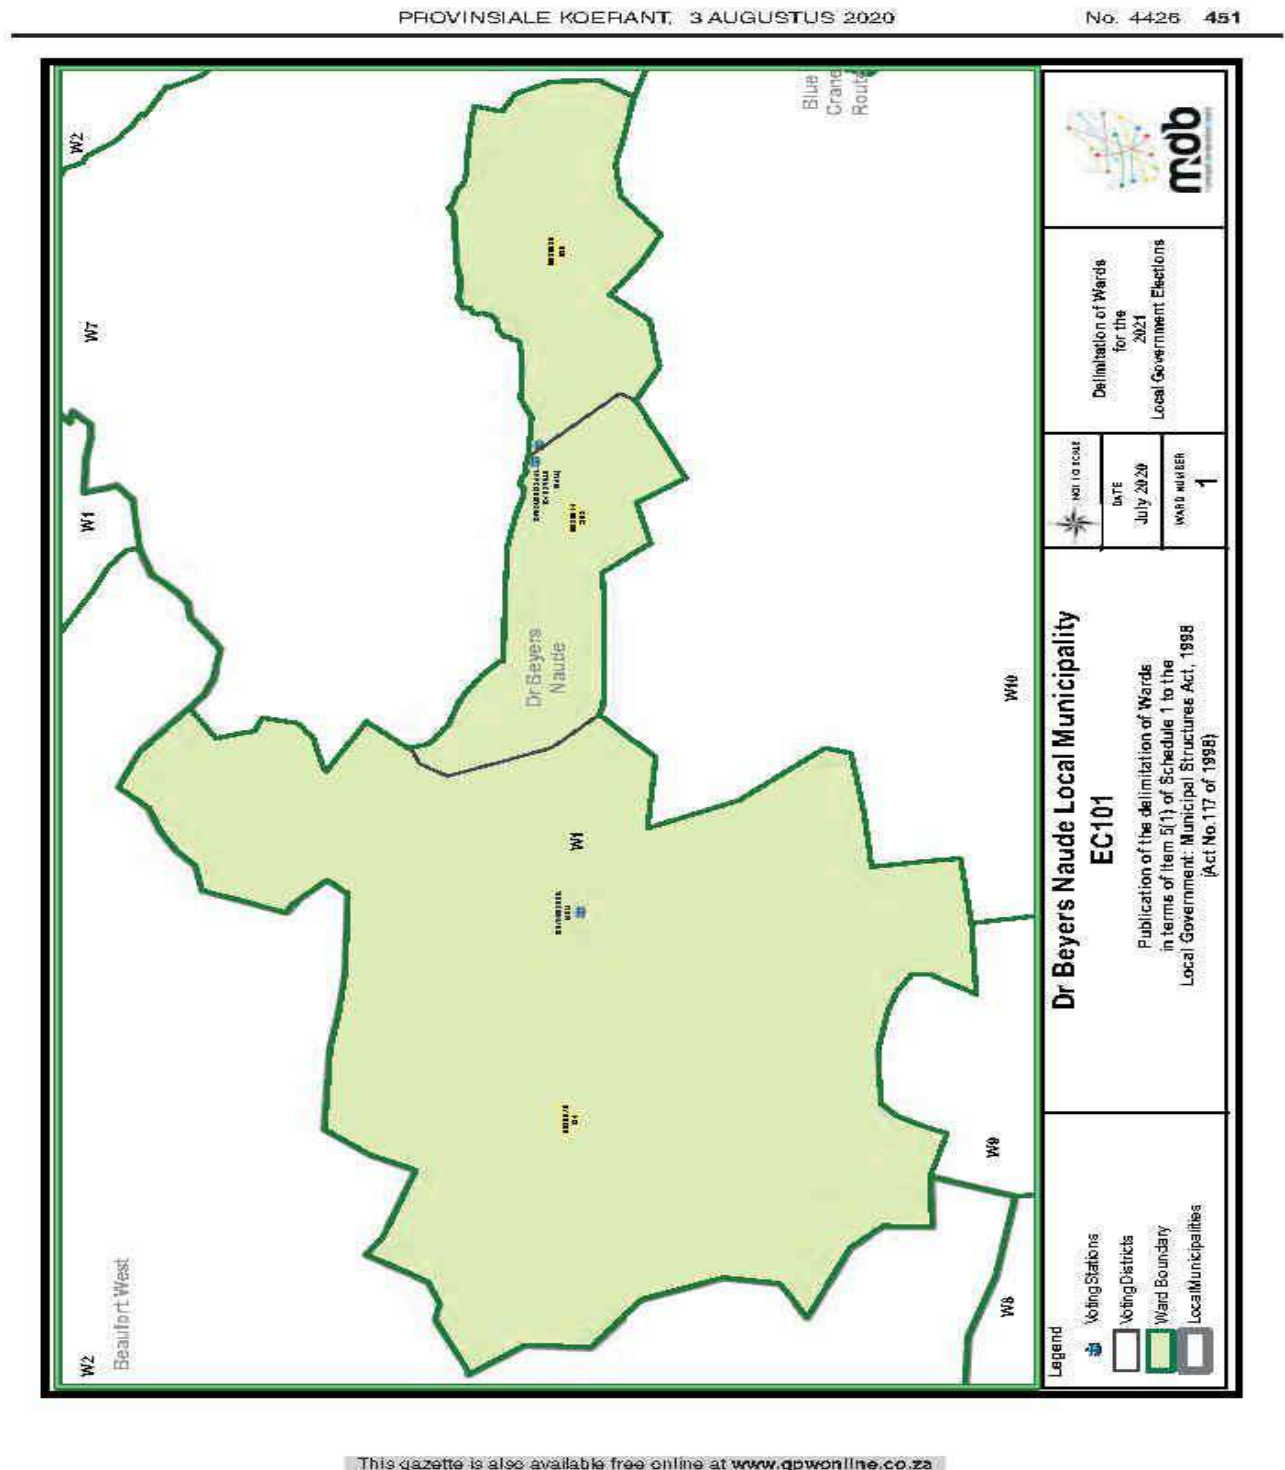 PROVINSIALE KOERANT, 3 AUGUSTUS 2020
No. 4426 451
W2
Beaufort West
W1
W7
W2
Blue
Crane
Route
Dr Beyers
Naude
W1
W8
W9
W10
Legend
Voting Stations
Voting Districts
Ward Boundary
Local Municipalities
Dr Beyers Naude Local Municipality
EC101
Publication of the delimitation of Wards
in terms of Item 5(1) of Schedule 1 to the
Local Government: Municipal Structures Act, 1998
(Act No.117 of 1998)
NOT TO SCALE
DATE
July 2020
WARD NUMBER
1
Delimitation of Wards
for the
2021
Local Government Elections
mdb
This gazette is also available free online at www.gpwonline.co.za